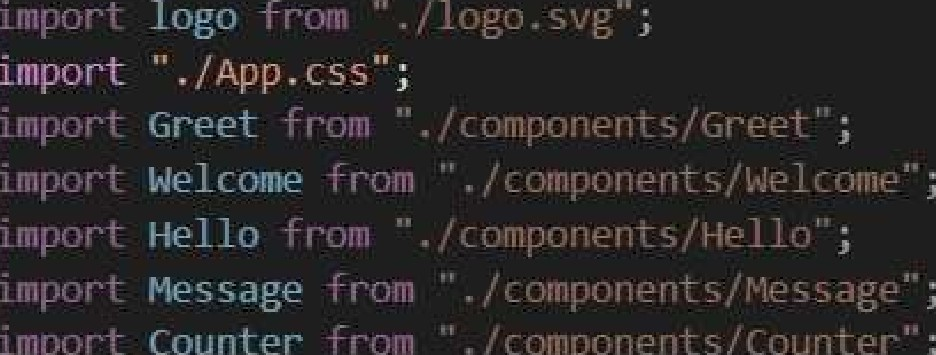 import logo from "./logo.svg";
import "./App.css";
import Greet from "./components/Greet";
import Welcome from "./components/Welcome";
import Hello from "./components/Hello";
import Message from "./components/Message";
import Counter from "./components/Counter";